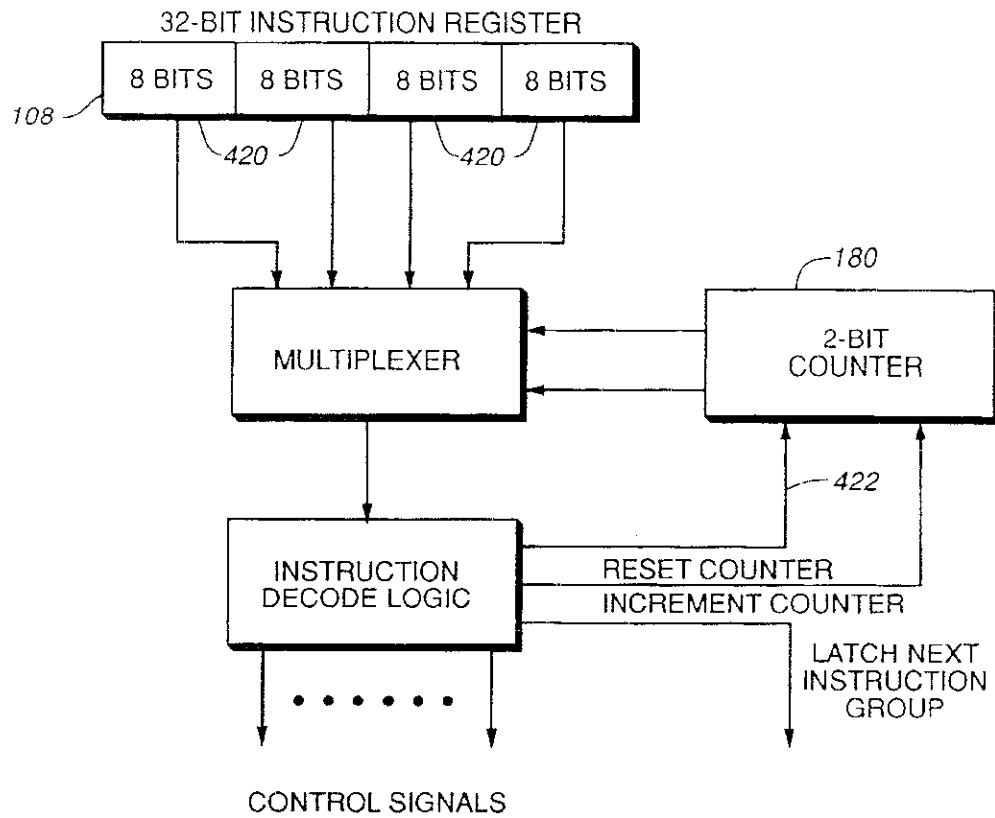 32-BIT INSTRUCTION REGISTER
8 BITS 8 BITS 8 BITS 8 BITS
108
420 420
180
MULTIPLEXER
2-BIT
COUNTER
422
INSTRUCTION
DECODE LOGIC
RESET COUNTER
INCREMENT COUNTER
LATCH NEXT
INSTRUCTION
GROUP
CONTROL SIGNALS